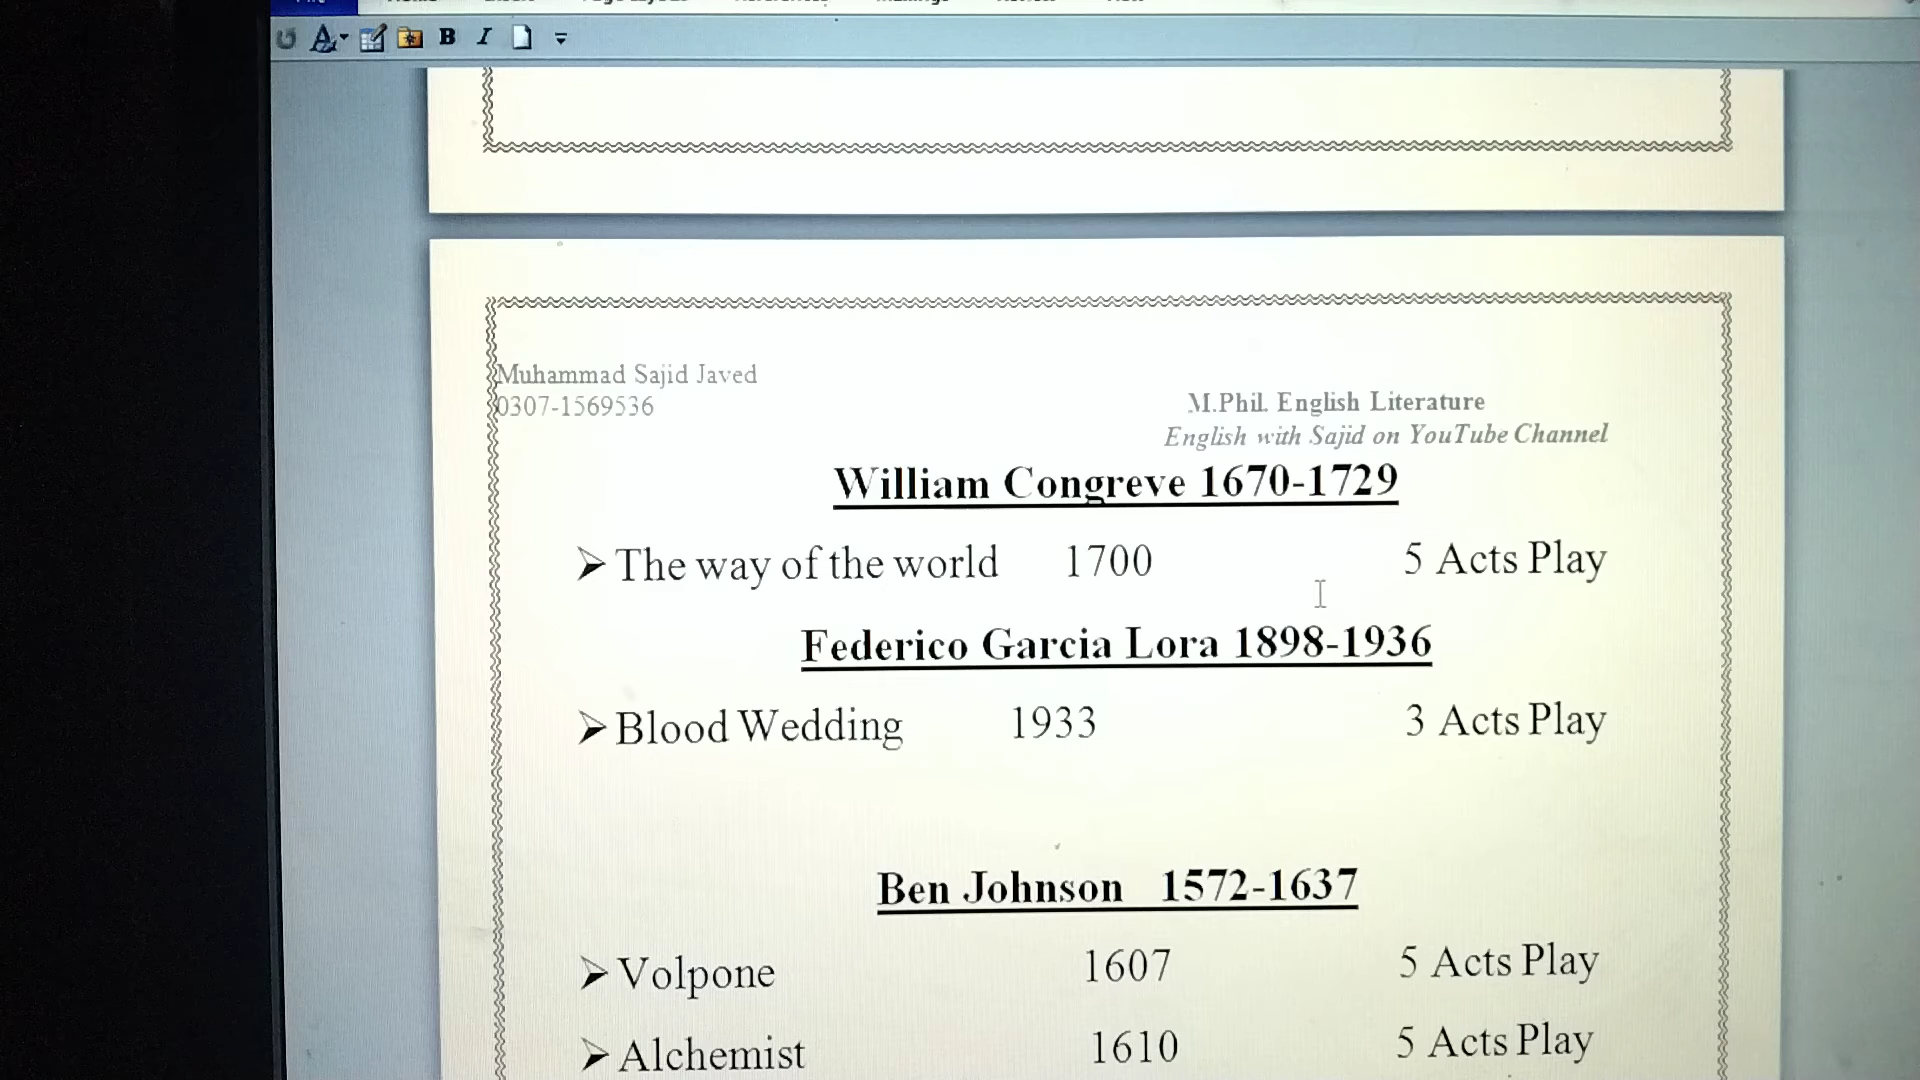 B I
Muhammad Sajid Javed
0307-1569536
M.Phil. English Literature
English with Sajid on YouTube Channel
William Congreve 1670-1729
➢ The way of the world 1700 5 Acts Play
Federico Garcia Lora 1898-1936
➢ Blood Wedding 1933 3 Acts Play
Ben Johnson 1572-1637
➢ Volpone 1607 5 Acts Play
➢ Alchemist 1610 5 Acts Play